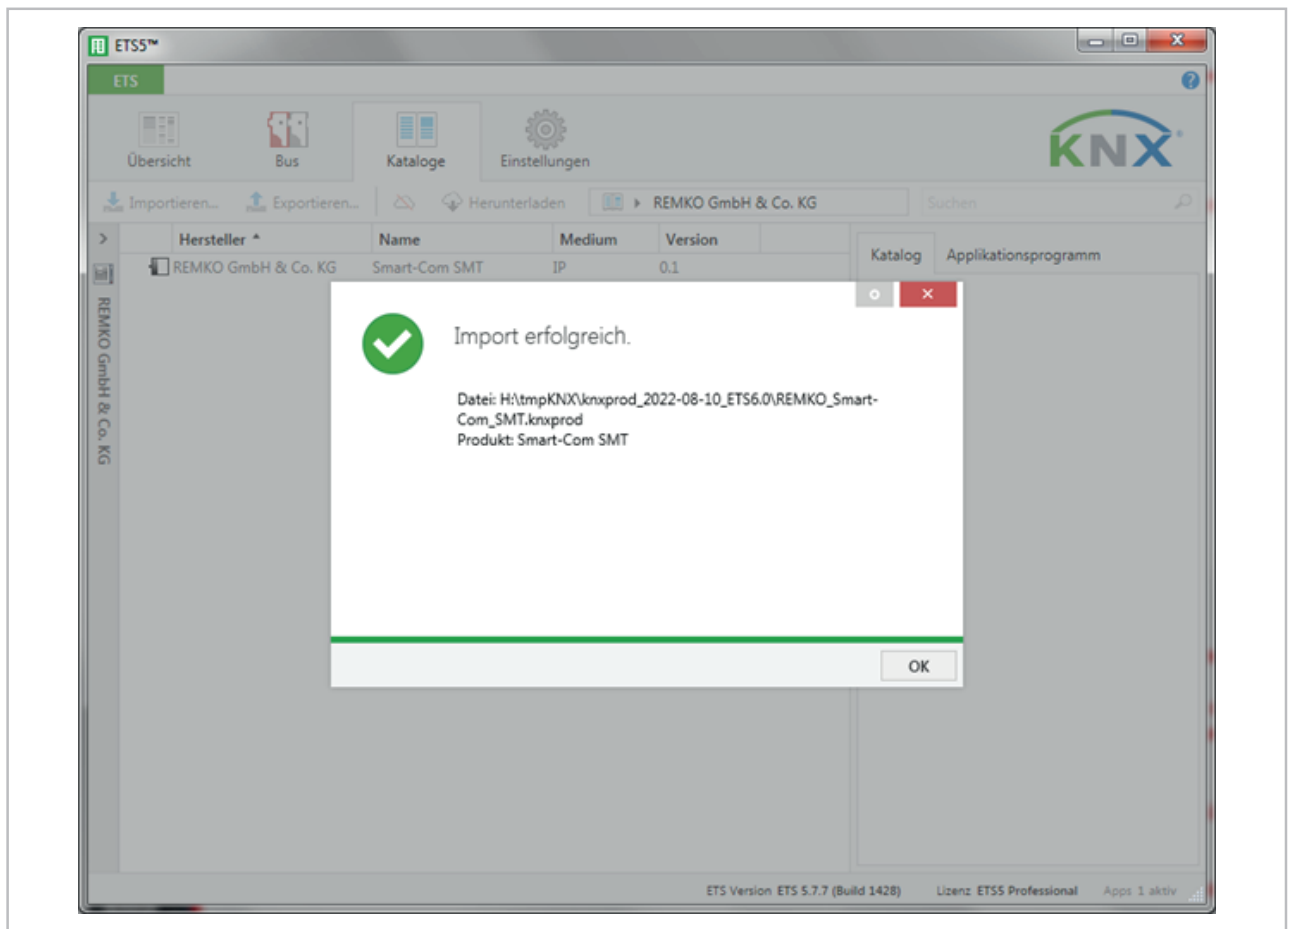 ETS5™
ETS
Übersicht Bus Kataloge Einstellungen
KNX
Importieren... Exportieren... Herunterladen REMKO GmbH & Co. KG Suchen
Hersteller Name Medium Version
Katalog Applikationsprogramm
REMKO GmbH & Co. KG Smart-Com SMT IP 0.1
REMKO GmbH & Co. KG
Import erfolgreich.
Datei: H:\tmpKNX\knxprod_2022-08-10_ETS6.0\REMKO_Smart-
Com_SMT.knxprod
Produkt: Smart-Com SMT
OK
ETS Version ETS 5.7.7 (Build 1428) Lizenz ETS5 Professional Apps 1 aktiv